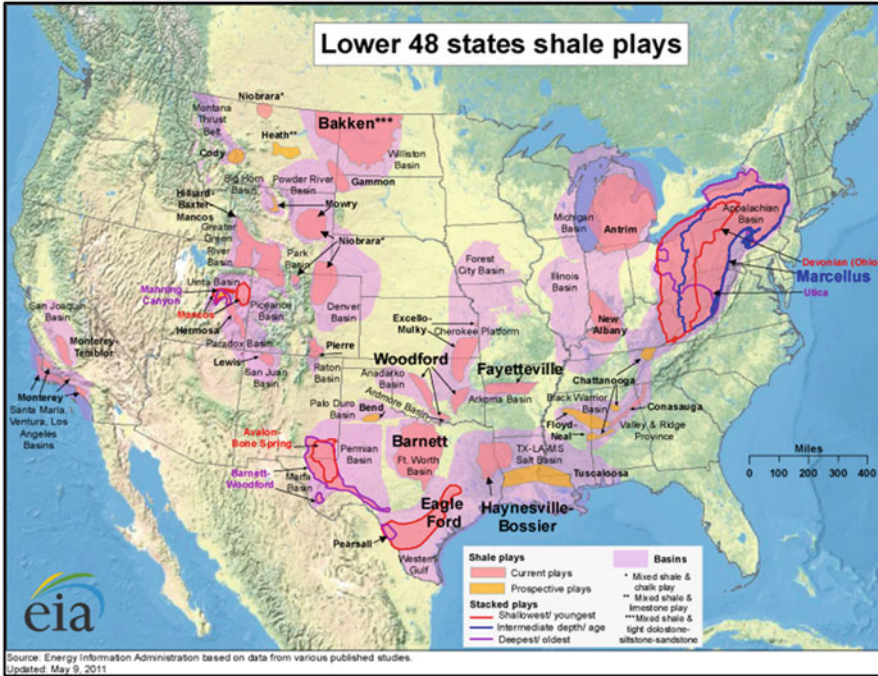 Lower 48 states shale plays
Niobrara*
Montana
Thrust
Belt
Bakken***
Heath**
Cody
Williston
Basin
Big Horn
Basin
Powder River
Basin
Gammon
Hilliard-
Baxter-
Mancos
Mowry
Greater
Green
River
Basin
Niobrara*
Park
Basin
Michigan
Basin
Antrim
Appalachian
Basin
Devonian (Ohio
Marcellus
Utica
Forest
City Basin
Illinois
Basin
Uinta Basin
Manning
Canyon
Mancos
Piceance
Basin
Denver
Basin
San Joaquin
Basin
Hermosa
Excello-
Mulky
Cherokee Platform
New
Albany
Monterey-
Temblor
Paradox Basin
Pierre
Lewis
San Juan
Basin
Raton
Basin
Woodford
Anadarko
Basin
Fayetteville
Chattanooga
Monterey
Santa Maria,
Ventura, Los
Angeles
Basins
Palo Duro
Basin
Bend
Ardmore Basin
Arkoma Basin
Black Warrior
Basin
Conasauga
Floyd-
Neal
Valley & Ridge
Province
Avalon-
Bone Spring
Permian
Basin
Barnett
Ft. Worth
Basin
TX-LA-MS
Salt Basin
Tuscaloosa
Barnett-
Woodford
Marfa
Basin
Eagle
Ford
Haynesville-
Bossier
Pearsall
Western
Gulf
Miles
0 100 200 300 400
Shale plays
Current plays
Prospective plays
Stacked plays
Shallowest/ youngest
Intermediate depth/ age
Deepest/ oldest
Basins
* Mixed shale &
chalk play
** Mixed shale &
limestone play
***Mixed shale &
tight dolostone-
siltstone-sandstone
eia
Source: Energy Information Administration based on data from various published studies.
Updated: May 9, 2011